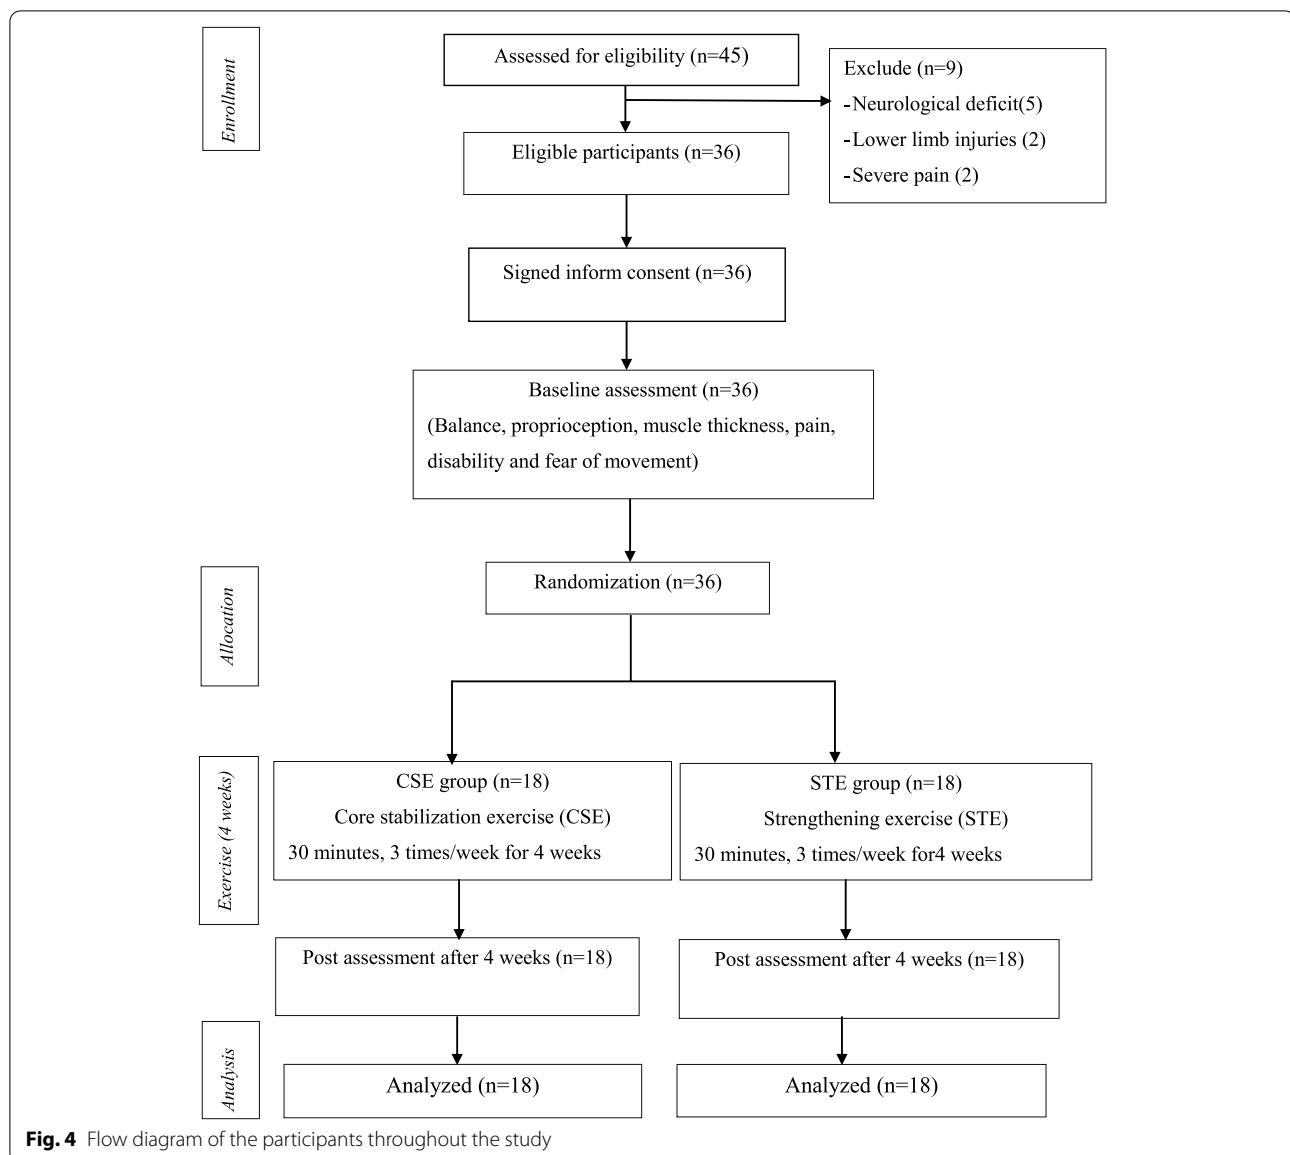 Enrollment
Assessed for eligibility (n=45)
Exclude (n=9)
-Neurological deficit(5)
-Lower limb injuries (2)
-Severe pain (2)
Eligible participants (n=36)
Signed inform consent (n=36)
Baseline assessment (n=36)
(Balance, proprioception, muscle thickness, pain,
disability and fear of movement)
Allocation
Randomization (n=36)
Exercise (4 weeks)
CSE group (n=18)
Core stabilization exercise (CSE)
30 minutes, 3 times/week for 4 weeks
STE group (n=18)
Strengthening exercise (STE)
30 minutes, 3 times/week for4 weeks
Post assessment after 4 weeks (n=18)
Post assessment after 4 weeks (n=18)
Analysis
Analyzed (n=18)
Analyzed (n=18)
Fig. 4 Flow diagram of the participants throughout the study